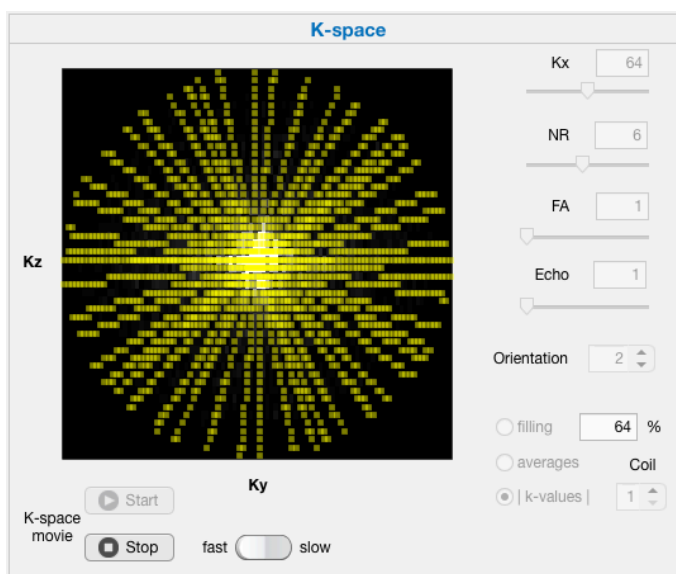 K-space
Kx 64
NR 6
FA 1
Echo 1
Kz
Orientation 2
filling 64 %
averages Coil
| k-values | 1
Ky
K-space movie
Start
Stop
fast slow